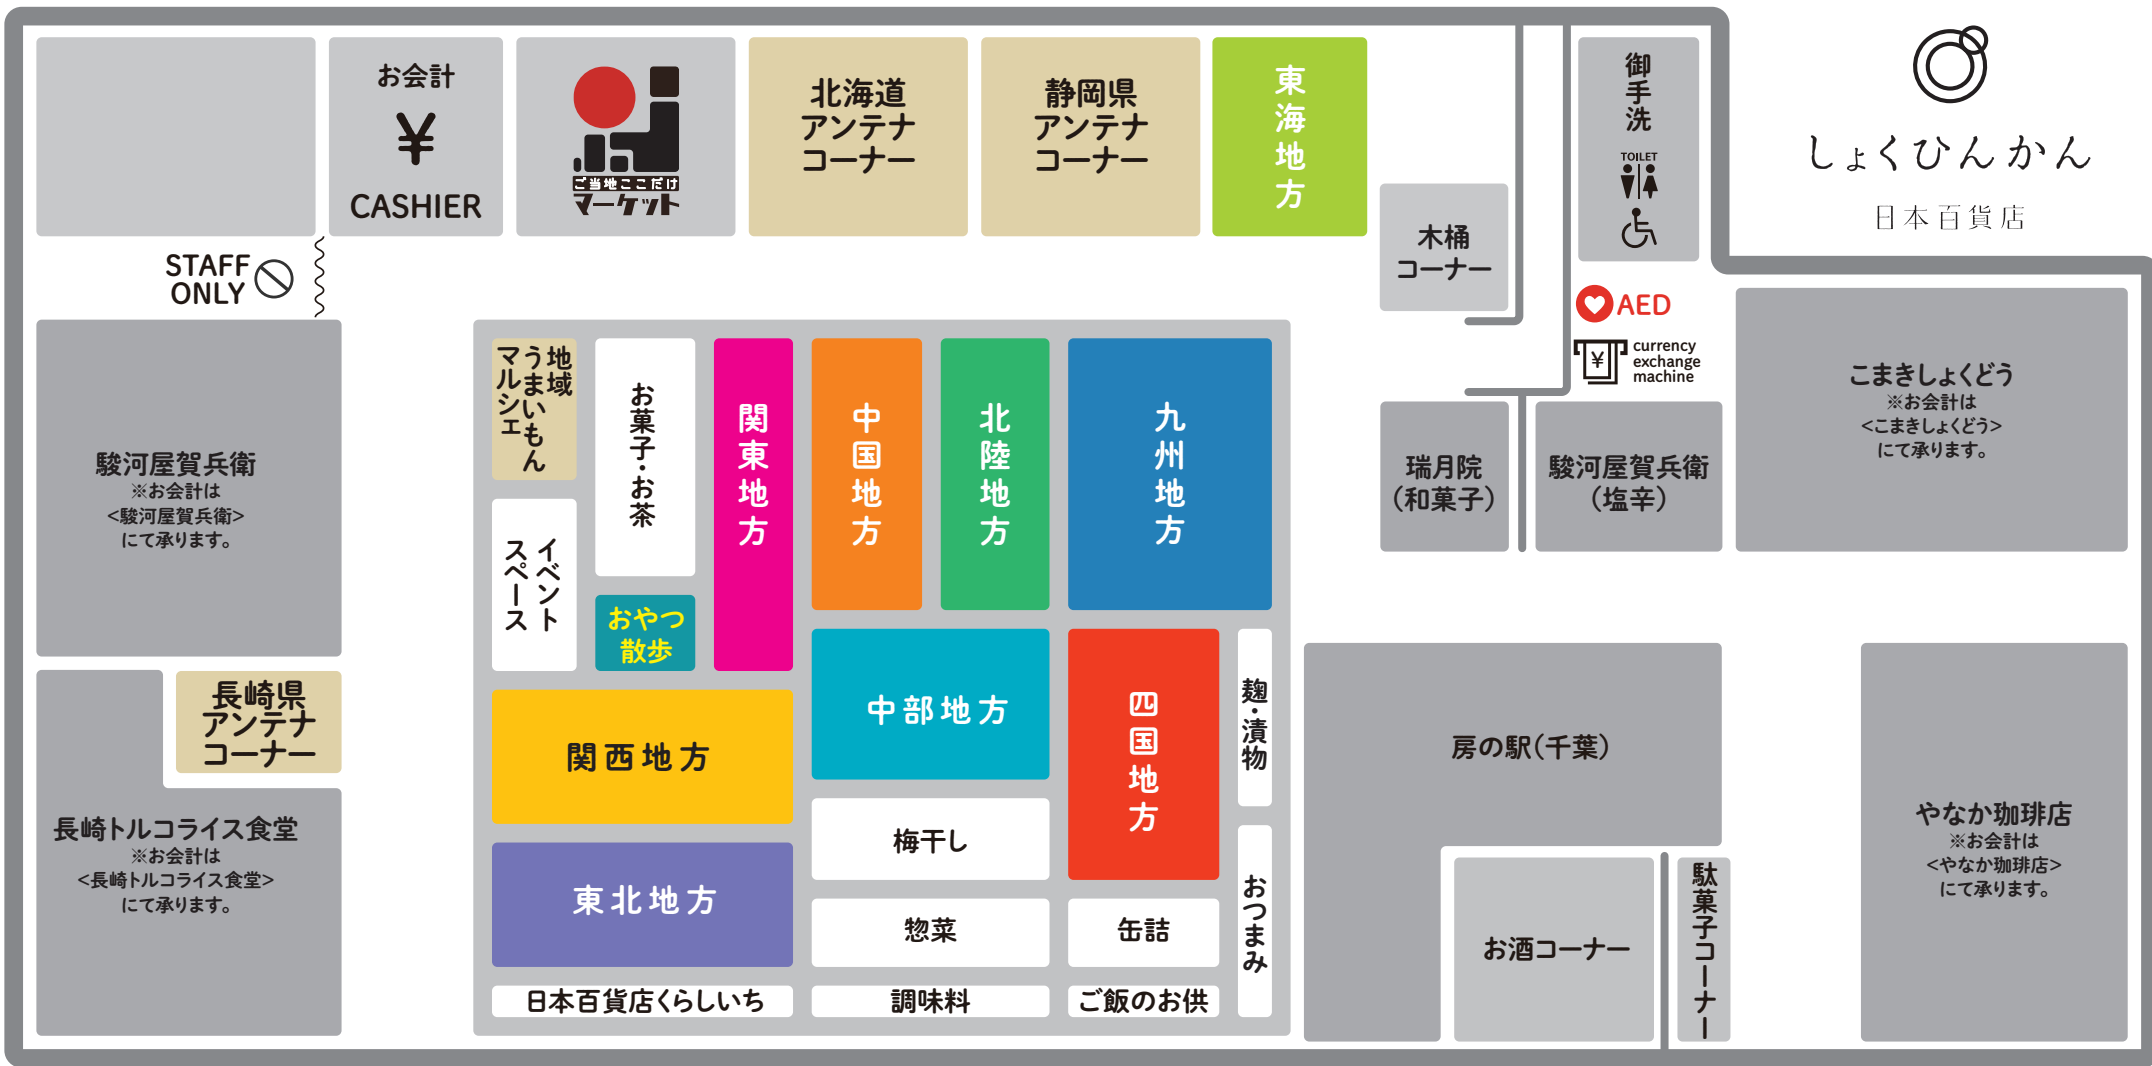 お会計
¥
CASHIER
ご当地ここだけ
マーケット
北海道
アンテナ
コーナー
静岡県
アンテナ
コーナー
東海地方
木桶
コーナー
御手洗
TOILET
しょくひんかん
日本百貨店
STAFF
ONLY
AED
¥
currency
exchange
machine
駿河屋賀兵衛
※お会計は
<駿河屋賀兵衛>
にて承ります。
地域
うまいもん
マルシェ
お菓子・お茶
関東地方
中国地方
北陸地方
九州地方
イベント
スペース
おやつ
散歩
瑞月院
（和菓子）
駿河屋賀兵衛
（塩辛）
こまきしょくどう
※お会計は
<こまきしょくどう>
にて承ります。
長崎県
アンテナ
コーナー
長崎トルコライス食堂
※お会計は
<長崎トルコライス食堂>
にて承ります。
関西地方
中部地方
四国地方
麹・漬物
東北地方
梅干し
惣菜
缶詰
おつまみ
日本百貨店くらしいち
調味料
ご飯のお供
房の駅（千葉）
お酒コーナー
駄菓子コーナー
やなか珈琲店
※お会計は
<やなか珈琲店>
にて承ります。